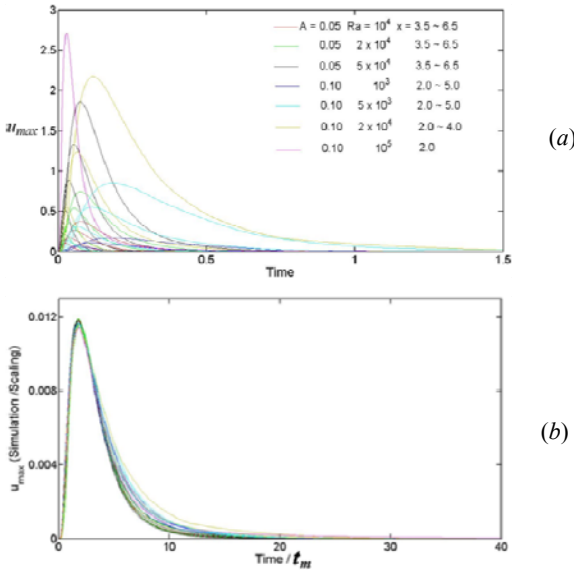 3
2.5
2
1.5
1
0.5
0
u_max
A = 0.05 Ra = 10⁴ x = 3.5 ~ 6.5
0.05 2 x 10⁴ 3.5 ~ 6.5
0.05 5 x 10⁴ 3.5 ~ 6.5
0.10 10³ 2.0 ~ 5.0
0.10 5 x 10³ 2.0 ~ 5.0
0.10 2 x 10⁴ 2.0 ~ 4.0
0.10 10⁵ 2.0
(a)
0 0.5 1 1.5
Time
0.012
0.008
0.004
0
u_max (Simulation /Scaling)
(b)
0 10 20 30 40
Time / t_m